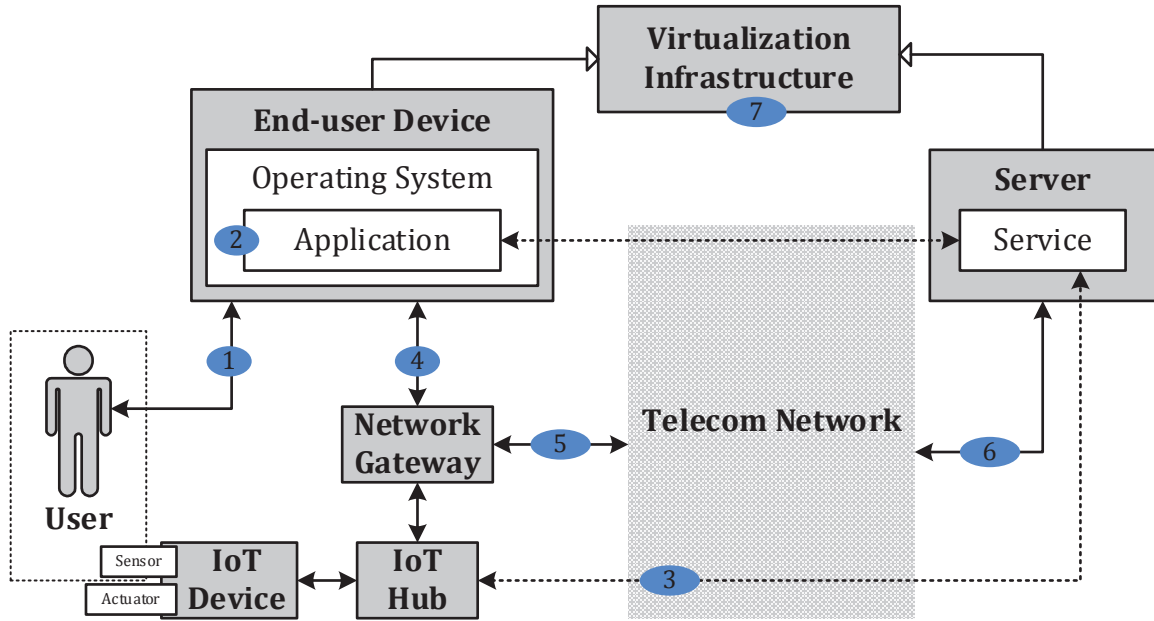 Virtualization
Infrastructure
7
End-user Device
Operating System
2
Application
Server
Service
1
4
Network
Gateway
5
Telecom Network
6
User
Sensor
Actuator
IoT
Device
IoT
Hub
3